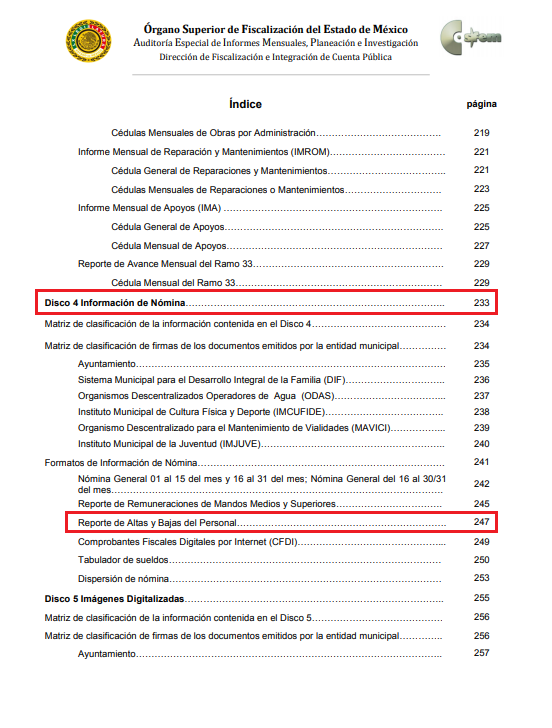 Órgano Superior de Fiscalización del Estado de México
Auditoría Especial de Informes Mensuales, Planeación e Investigación
Dirección de Fiscalización e Integración de Cuenta Pública
osfem
Índice página
Cédulas Mensuales de Obras por Administración……………………………………. 219
Informe Mensual de Reparación y Mantenimientos (IMROM)………………………………… 221
Cédula General de Reparaciones y Mantenimientos………………………………….. 221
Cédulas Mensuales de Reparaciones o Mantenimientos…………………………… 223
Informe Mensual de Apoyos (IMA) ………………………………………………………………… 225
Cédula General de Apoyos………………………………………………………………… 225
Cédula Mensual de Apoyos………………………………………………………………… 227
Reporte de Avance Mensual del Ramo 33………………………………………………………… 229
Cédula Mensual del Ramo 33……………………………………………………………… 229
Disco 4 Información de Nómina…………………………………………………………………………….. 233
Matriz de clasificación de la información contenida en el Disco 4……………………………………… 234
Matriz de clasificación de firmas de los documentos emitidos por la entidad municipal…………… 234
Ayuntamiento…………………………………………………………………………………………. 235
Sistema Municipal para el Desarrollo Integral de la Familia (DIF)…………………………….. 236
Organismos Descentralizados Operadores de Agua (ODAS)………………………………… 237
Instituto Municipal de Cultura Física y Deporte (IMCUFIDE)…………………………………… 238
Organismo Descentralizado para el Mantenimiento de Vialidades (MAVICI)……………….. 239
Instituto Municipal de la Juventud (IMJUVE)……………………………………………………… 240
Formatos de Información de Nómina………………………………………………………………………… 241
Nómina General 01 al 15 del mes y 16 al 31 del mes; Nómina General del 16 al 30/31
del mes………………………………………………………………………………………………… 242
Reporte de Remuneraciones de Mandos Medios y Superiores………………………………… 245
Reporte de Altas y Bajas del Personal……………………………………………………………… 247
Comprobantes Fiscales Digitales por Internet (CFDI)…………………………………………... 249
Tabulador de sueldos………………………………………………………………………………… 250
Dispersión de nómina………………………………………………………………………………… 253
Disco 5 Imágenes Digitalizadas…………………………………………………………………………….. 255
Matriz de clasificación de la información contenida en el Disco 5……………………………………… 256
Matriz de clasificación de firmas de los documentos emitidos por la entidad municipal………….. 256
Ayuntamiento………………………………………………………………………………………….. 257